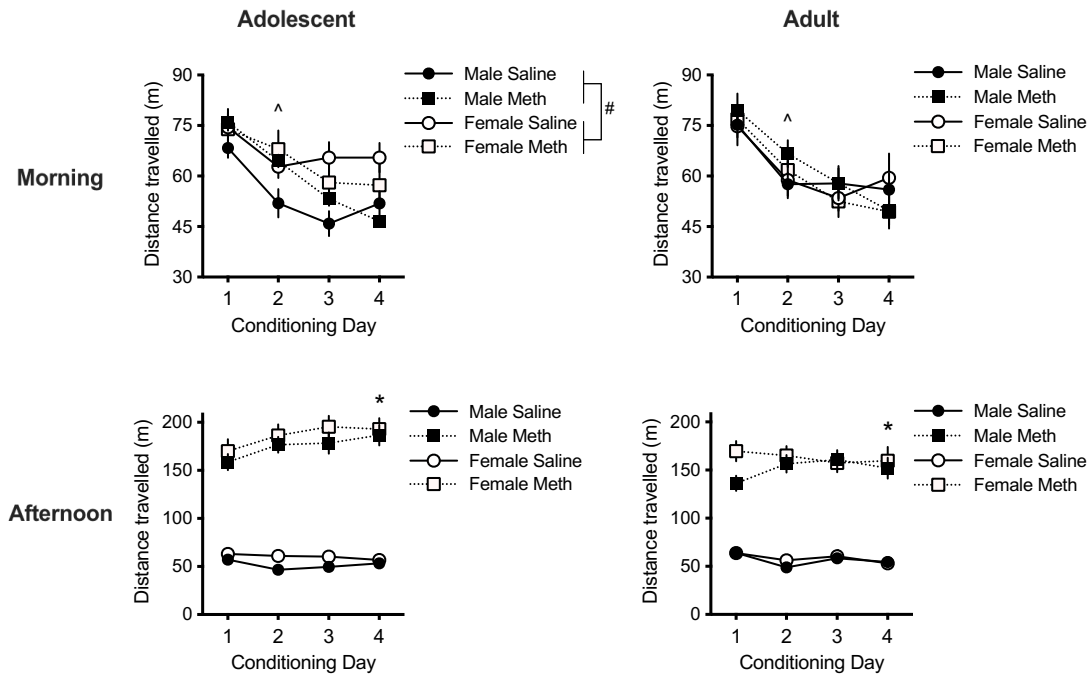 Adolescent
Adult
Morning
Distance travelled (m)
90
75
60
45
30
^
1 2 3 4
Conditioning Day
Male Saline
Male Meth
Female Saline
Female Meth
#
Distance travelled (m)
90
75
60
45
30
^
1 2 3 4
Conditioning Day
Male Saline
Male Meth
Female Saline
Female Meth
Afternoon
Distance travelled (m)
200
150
100
50
0
*
1 2 3 4
Conditioning Day
Male Saline
Male Meth
Female Saline
Female Meth
Distance travelled (m)
200
150
100
50
0
*
1 2 3 4
Conditioning Day
Male Saline
Male Meth
Female Saline
Female Meth